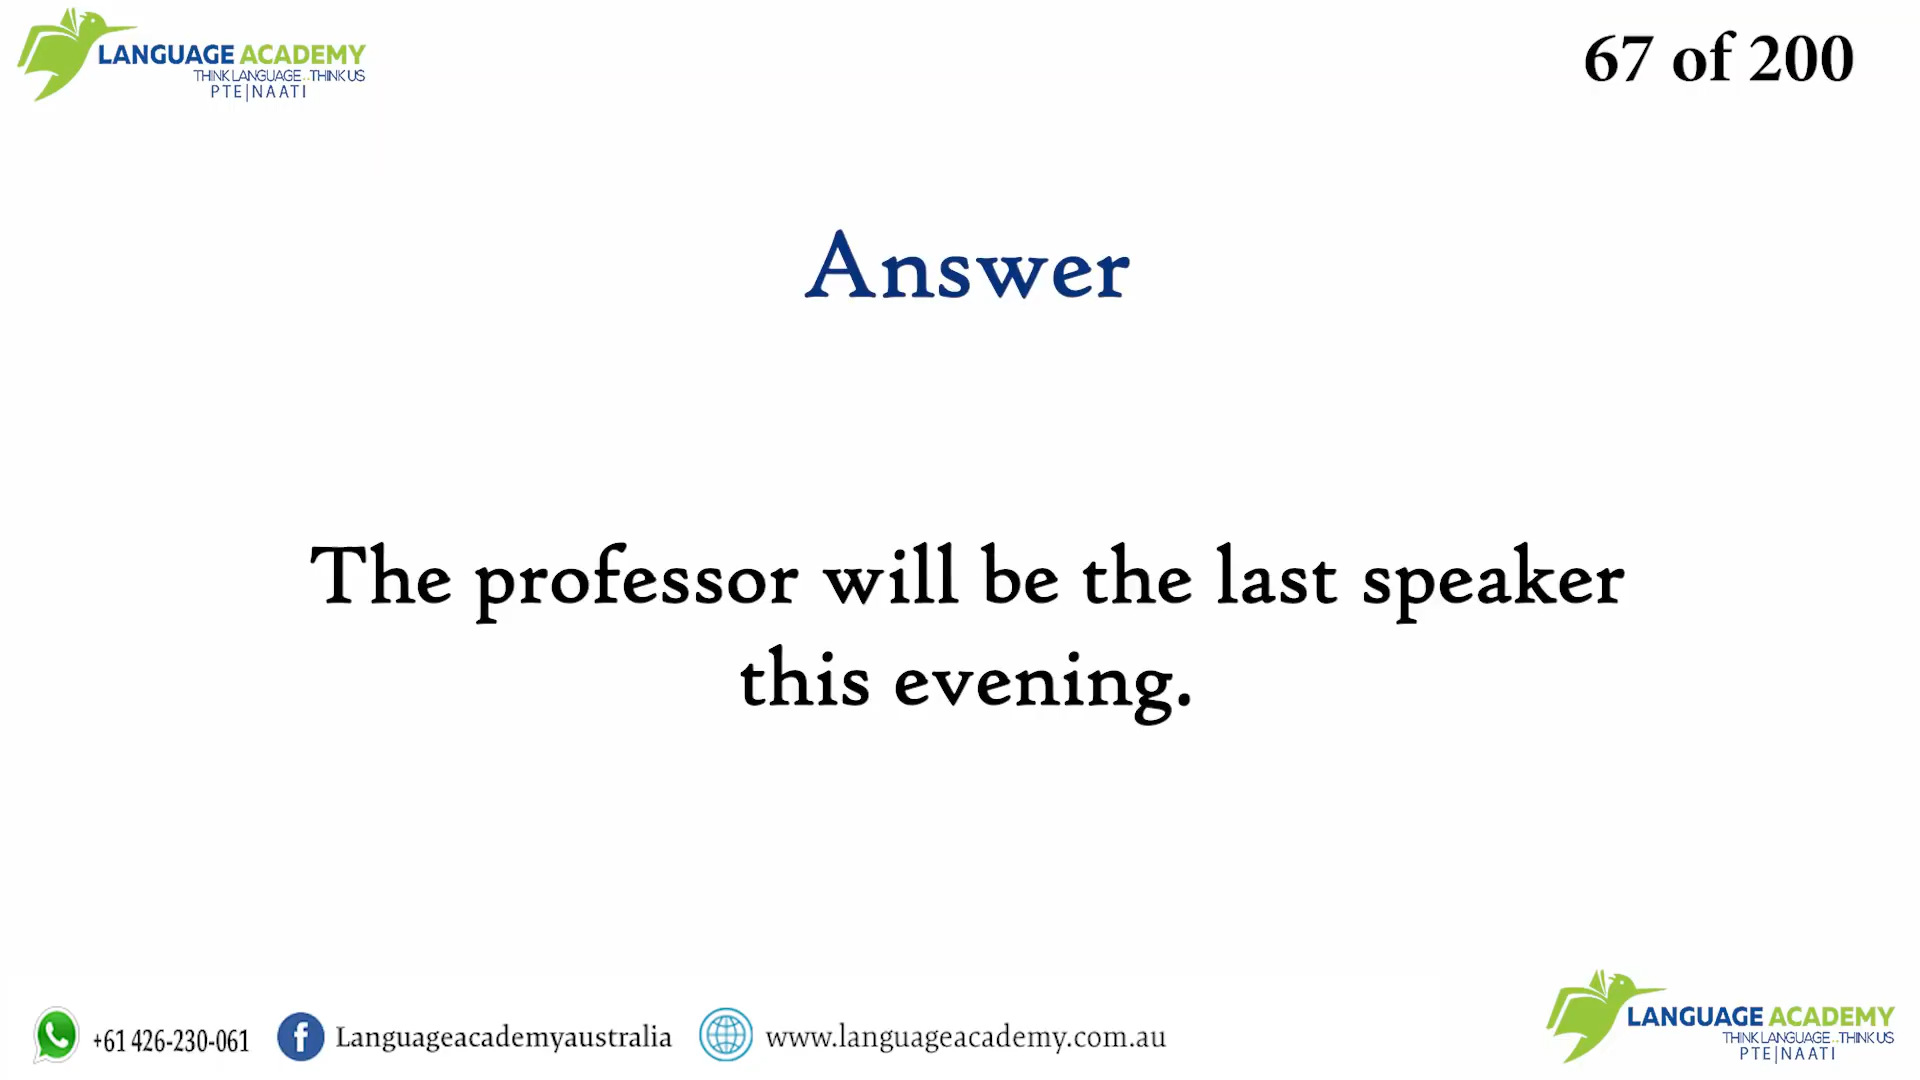 LANGUAGE ACADEMY
THINK LANGUAGE..THINK US
PTE|NAATI
67 of 200
Answer
The professor will be the last speaker
this evening.
+61 426-230-061
Languageacademyaustralia
www.languageacademy.com.au
LANGUAGE ACADEMY
THINK LANGUAGE..THINK US
PTE|NAATI